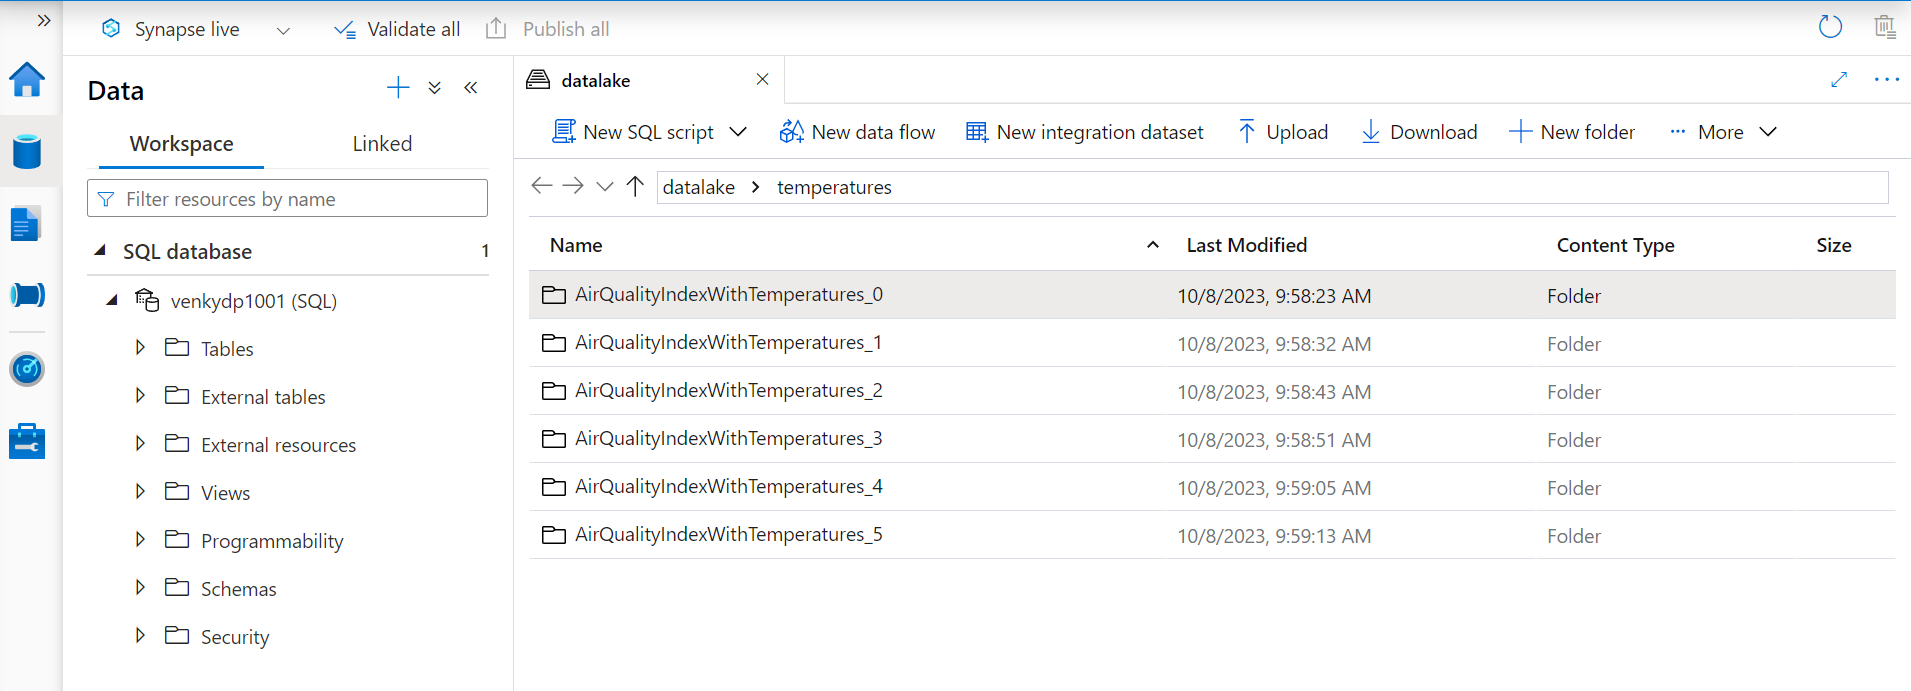 Synapse live Validate all Publish all
Data
Workspace Linked
Filter resources by name
SQL database 1
venkydp1001 (SQL)
Tables
External tables
External resources
Views
Programmability
Schemas
Security
datalake
New SQL script New data flow New integration dataset Upload Download New folder ... More
datalake > temperatures
Name Last Modified Content Type Size
AirQualityIndexWithTemperatures_0 10/8/2023, 9:58:23 AM Folder
AirQualityIndexWithTemperatures_1 10/8/2023, 9:58:32 AM Folder
AirQualityIndexWithTemperatures_2 10/8/2023, 9:58:43 AM Folder
AirQualityIndexWithTemperatures_3 10/8/2023, 9:58:51 AM Folder
AirQualityIndexWithTemperatures_4 10/8/2023, 9:59:05 AM Folder
AirQualityIndexWithTemperatures_5 10/8/2023, 9:59:13 AM Folder